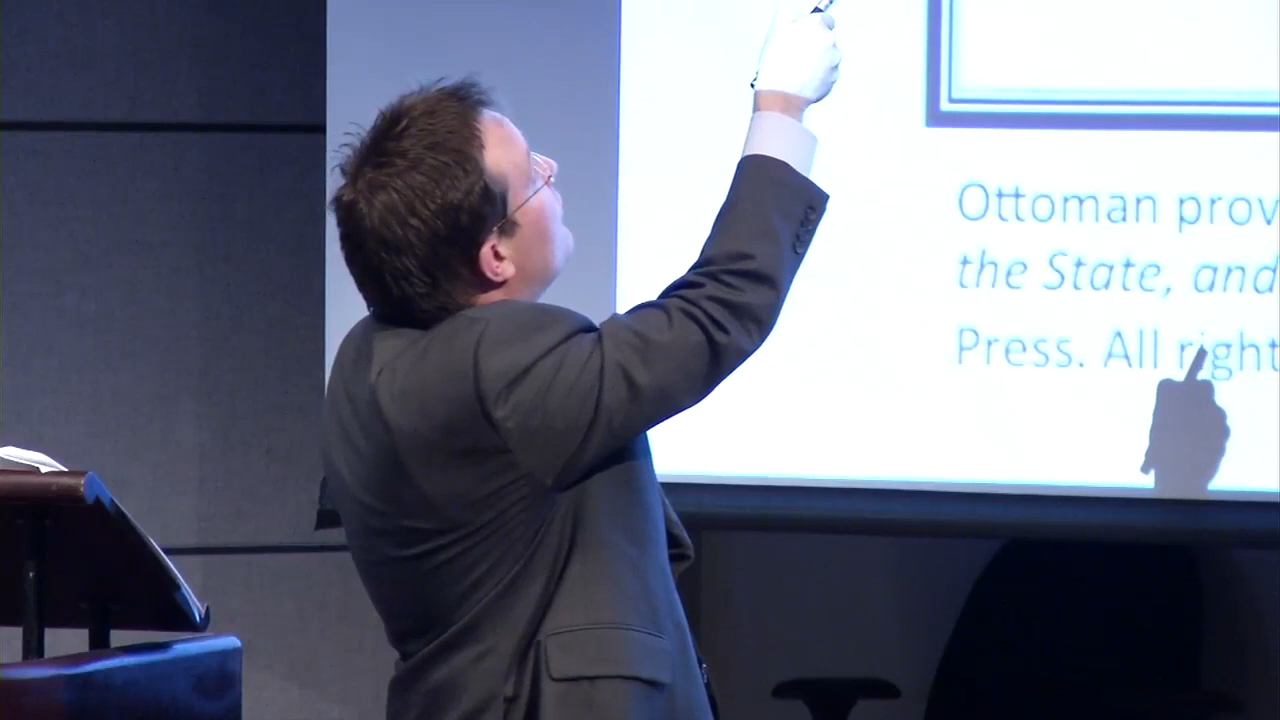 Ottoman prov
the State, and
Press. All right